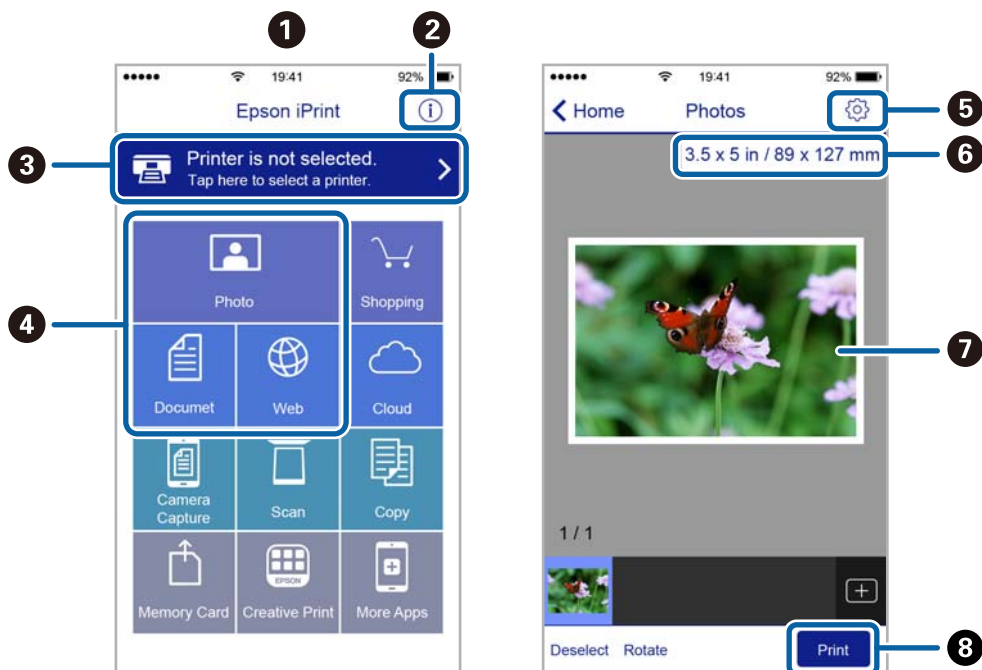 1
2
19:41
92%
Epson iPrint
i
3
Printer is not selected.
Tap here to select a printer.
4
Photo
Shopping
Documet
Web
Cloud
Camera
Capture
Scan
Copy
EPSON
Memory Card
Creative Print
More Apps
19:41
92%
Home
Photos
5
3.5 x 5 in / 89 x 127 mm
6
7
1 / 1
Deselect
Rotate
Print
8